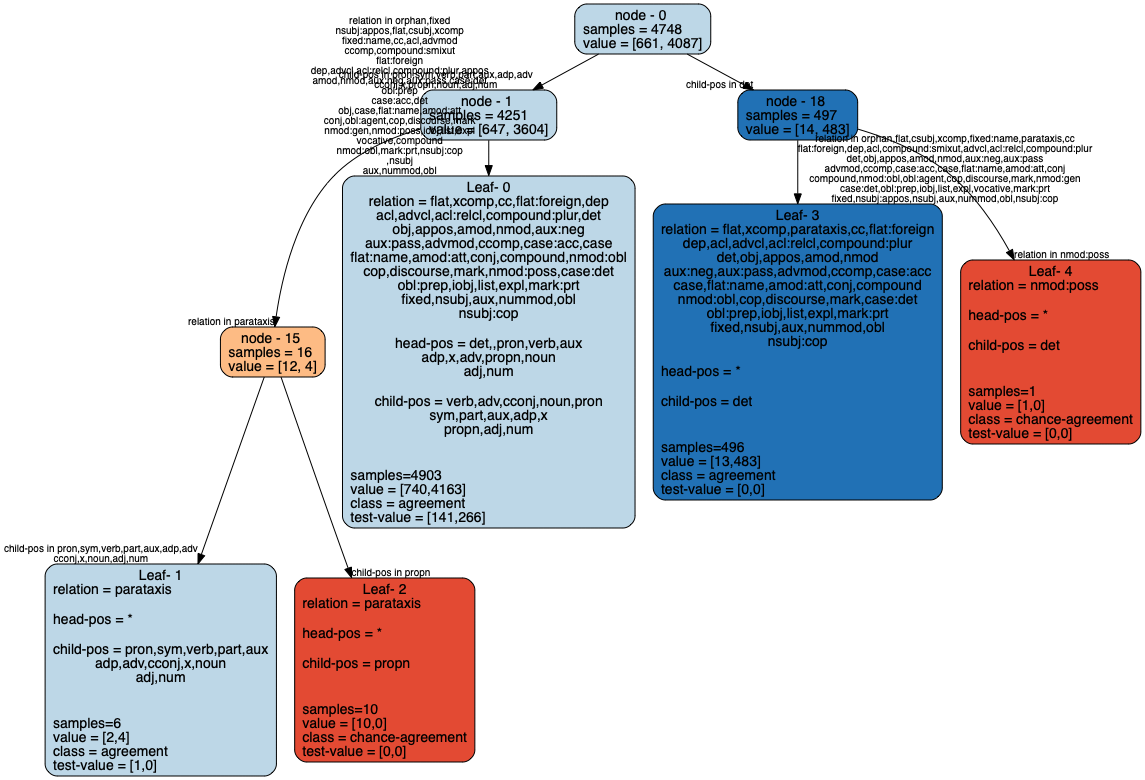 node - 0
samples = 4748
value = [661, 4087]
relation in orphan,fixed
nsubj:appos,flat,csubj,xcomp
fixed:name,cc,acl,advmod
ccomp,compound:smixut
flat:foreign
dep,advcl,acl:relcl,compound:plur,appos
amod,nmod,aux:neg,aux:pass,case:def
obl:prep
case:acc,det
obj,case,flat:name,amod:att
conj,obl:agent,cop,discourse,mark
nmod:gen,nmod:poss,iobj,list,expl
vocative,compound
nmod:obl,mark:prt,nsubj:cop
,nsubj
aux,nummod,obl
child-pos in pron,sym,verb,part,aux,adp,adv
cconj,x,propn,noun,adj,num
node - 1
samples = 4251
value = [647, 3604]
child-pos in det
node - 18
samples = 497
value = [14, 483]
relation in orphan,flat,csubj,xcomp,fixed:name,parataxis,cc
flat:foreign,dep,acl,compound:smixut,advcl,acl:relcl,compound:plur
det,obj,appos,amod,nmod,aux:neg,aux:pass
advmod,ccomp,case:acc,case,flat:name,amod:att,conj
compound,nmod:obl,obl:agent,cop,discourse,mark,nmod:gen
case:det,obl:prep,iobj,list,expl,vocative,mark:prt
fixed,nsubj:appos,nsubj,aux,nummod,obl,nsubj:cop
Leaf- 0
relation = flat,xcomp,cc,flat:foreign,dep
acl,advcl,acl:relcl,compound:plur,det
obj,appos,amod,nmod,aux:neg
aux:pass,advmod,ccomp,case:acc,case
flat:name,amod:att,conj,compound,nmod:obl
cop,discourse,mark,nmod:poss,case:det
obl:prep,iobj,list,expl,mark:prt
fixed,nsubj,aux,nummod,obl
nsubj:cop
head-pos = det,,pron,verb,aux
adp,x,adv,propn,noun
adj,num
child-pos = verb,adv,cconj,noun,pron
sym,part,aux,adp,x
propn,adj,num
samples=4903
value = [740,4163]
class = agreement
test-value = [141,266]
Leaf- 3
relation = flat,xcomp,parataxis,cc,flat:foreign
dep,acl,advcl,acl:relcl,compound:plur
det,obj,appos,amod,nmod
aux:neg,aux:pass,advmod,ccomp,case:acc
case,flat:name,amod:att,conj,compound
nmod:obl,cop,discourse,mark,case:det
obl:prep,iobj,list,expl,mark:prt
fixed,nsubj,aux,nummod,obl
nsubj:cop
head-pos = *
child-pos = det
samples=496
value = [13,483]
class = agreement
test-value = [0,0]
relation in nmod:poss
Leaf- 4
relation = nmod:poss
head-pos = *
child-pos = det
samples=1
value = [1,0]
class = chance-agreement
test-value = [0,0]
relation in parataxis
node - 15
samples = 16
value = [12, 4]
child-pos in pron,sym,verb,part,aux,adp,adv
cconj,x,noun,adj,num
Leaf- 1
relation = parataxis
head-pos = *
child-pos = pron,sym,verb,part,aux
adp,adv,cconj,x,noun
adj,num
samples=6
value = [2,4]
class = agreement
test-value = [1,0]
child-pos in propn
Leaf- 2
relation = parataxis
head-pos = *
child-pos = propn
samples=10
value = [10,0]
class = chance-agreement
test-value = [0,0]